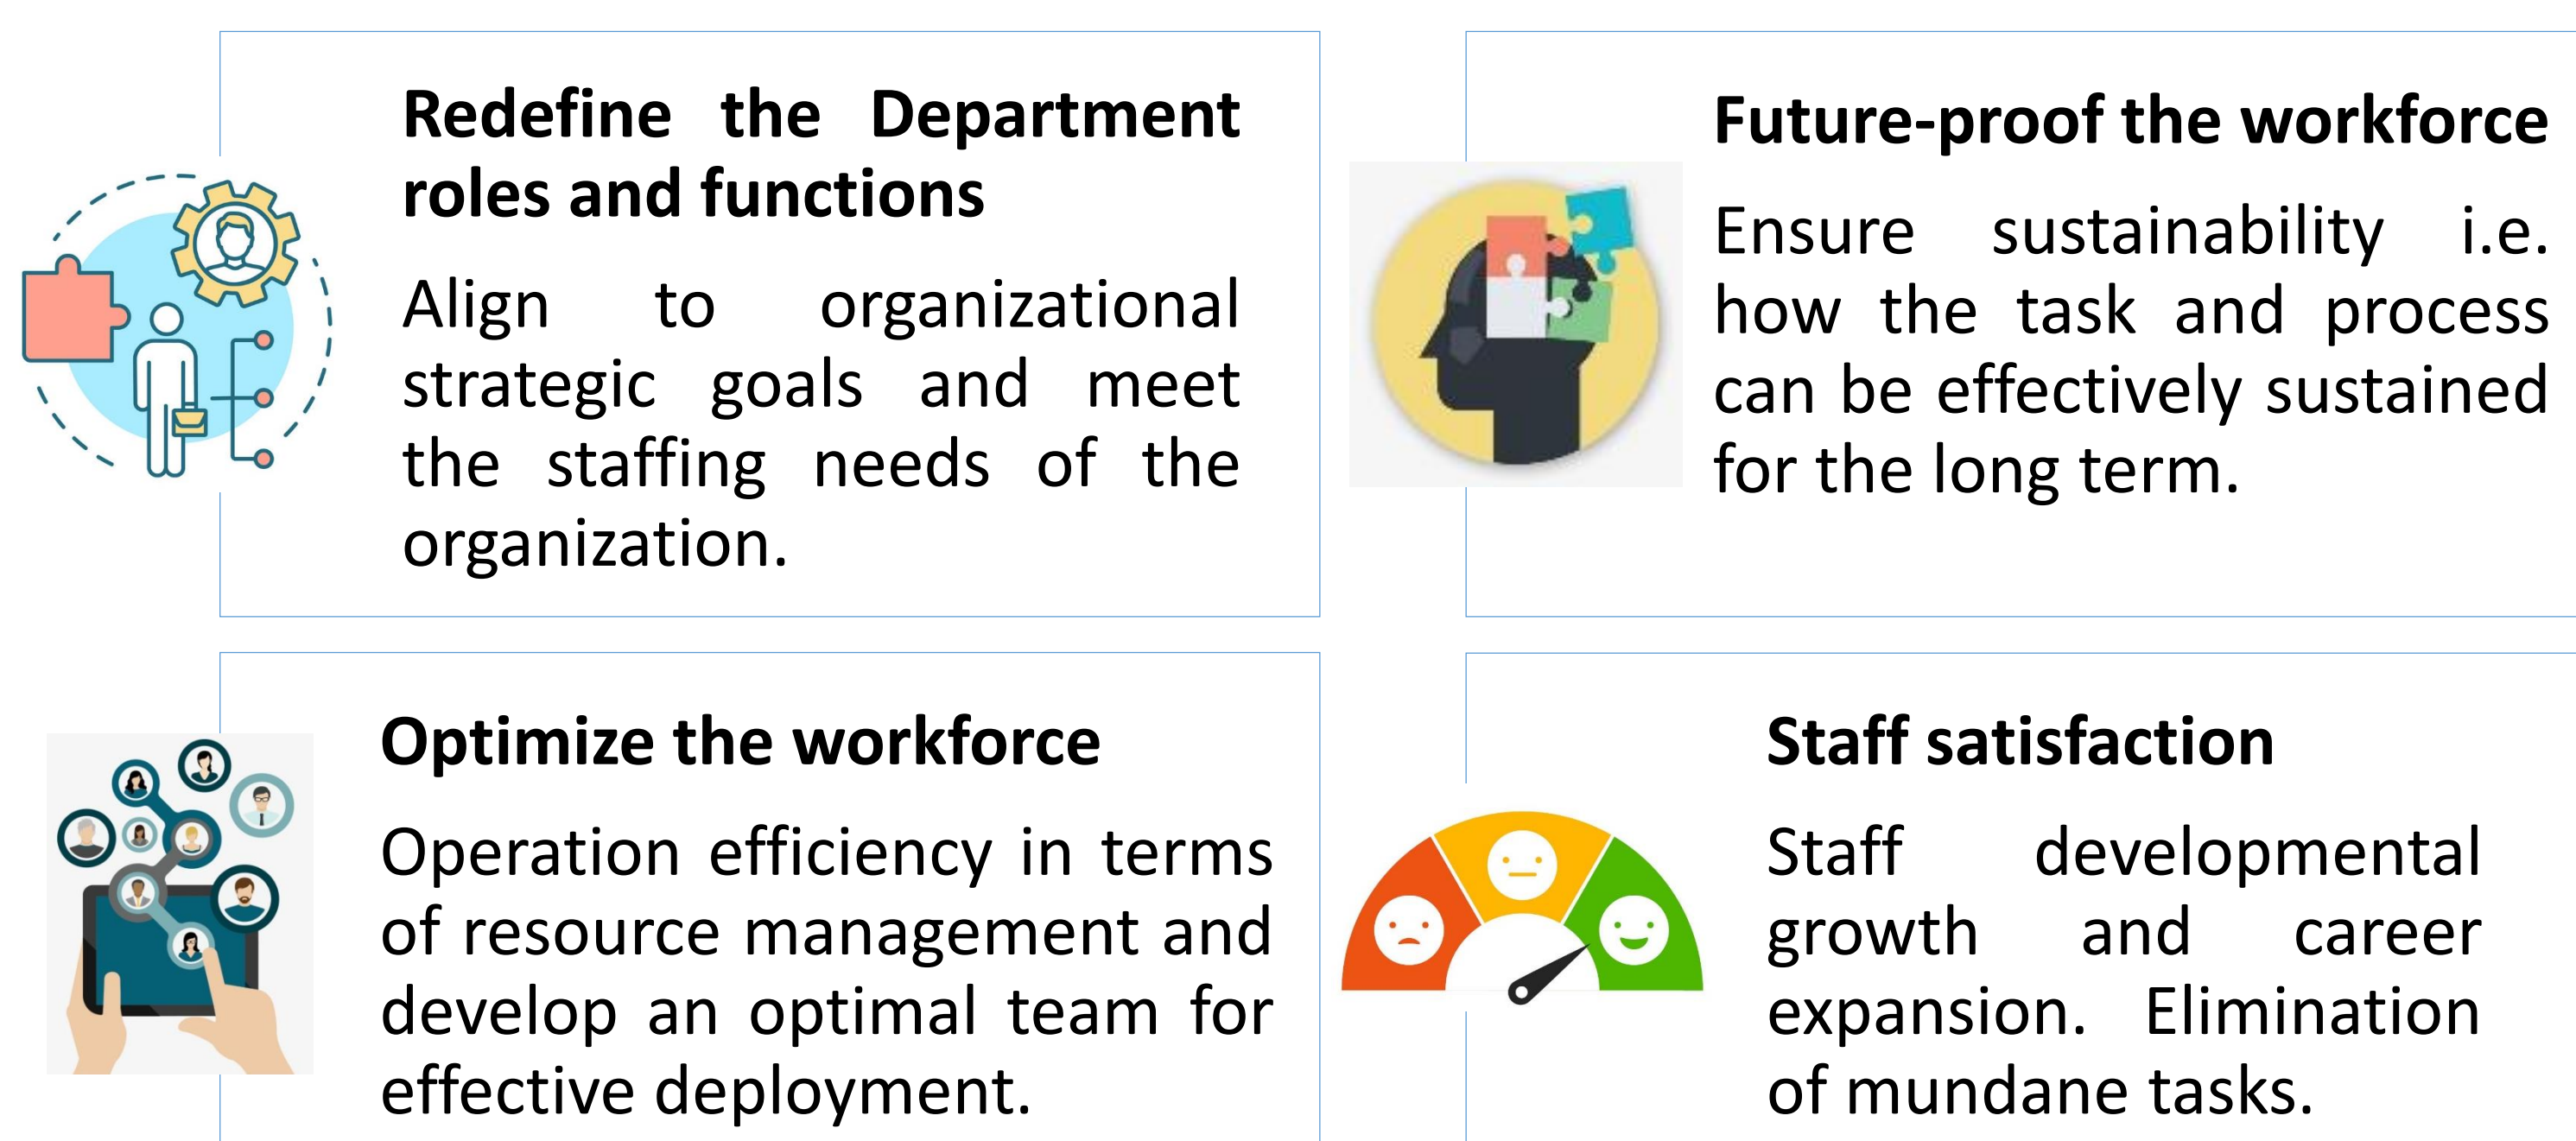 Redefine the Department
roles and functions
Align to organizational
strategic goals and meet
the staffing needs of the
organization.
Future-proof the workforce
Ensure sustainability i.e.
how the task and process
can be effectively sustained
for the long term.
Optimize the workforce
Operation efficiency in terms
of resource management and
develop an optimal team for
effective deployment.
Staff satisfaction
Staff developmental
growth and career
expansion. Elimination
of mundane tasks.